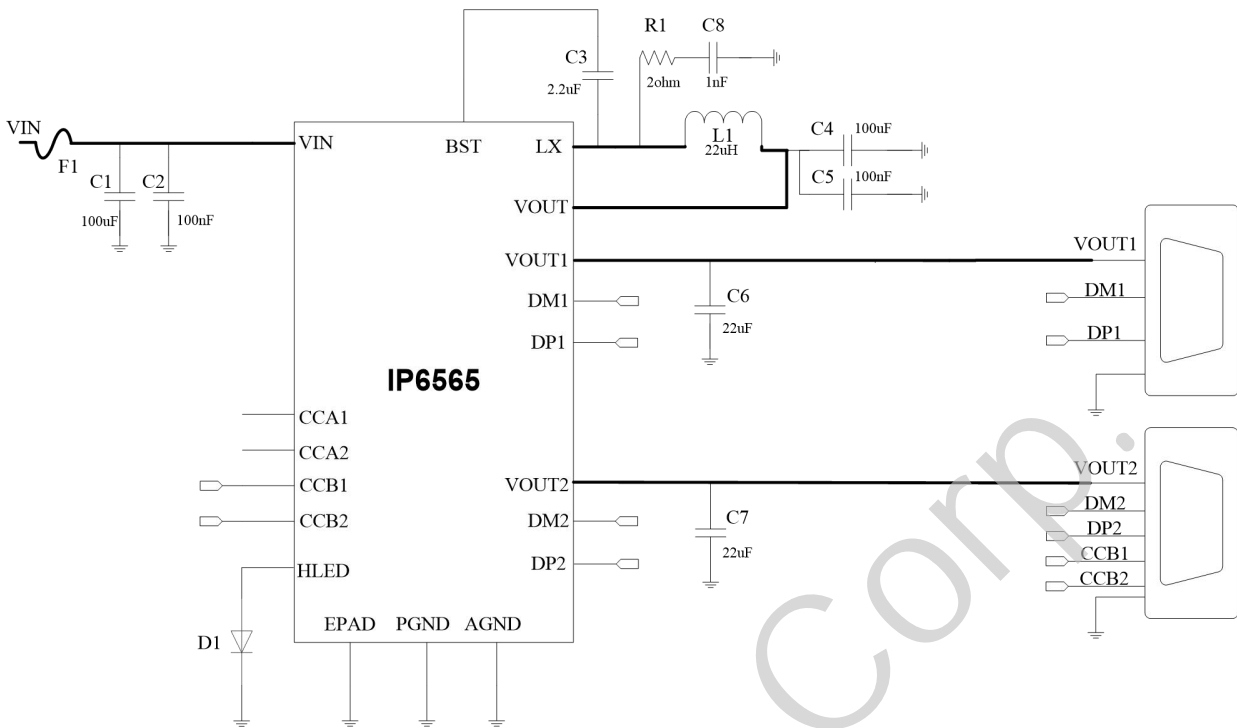 R1
C8
C3
2ohm
1nF
2.2uF
VIN
F1
VIN
BST
LX
L1
22uH
C4
100uF
C1
C2
C5
100nF
100uF
100nF
VOUT
VOUT1
VOUT1
DM1
C6
DM1
22uF
DP1
DP1
IP6565
CCA1
CCA2
CCB1
VOUT2
VOUT2
CCB2
DM2
C7
DM2
22uF
DP2
DP2
CCB1
HLED
CCB2
D1
EPAD
PGND
AGND
Corp.